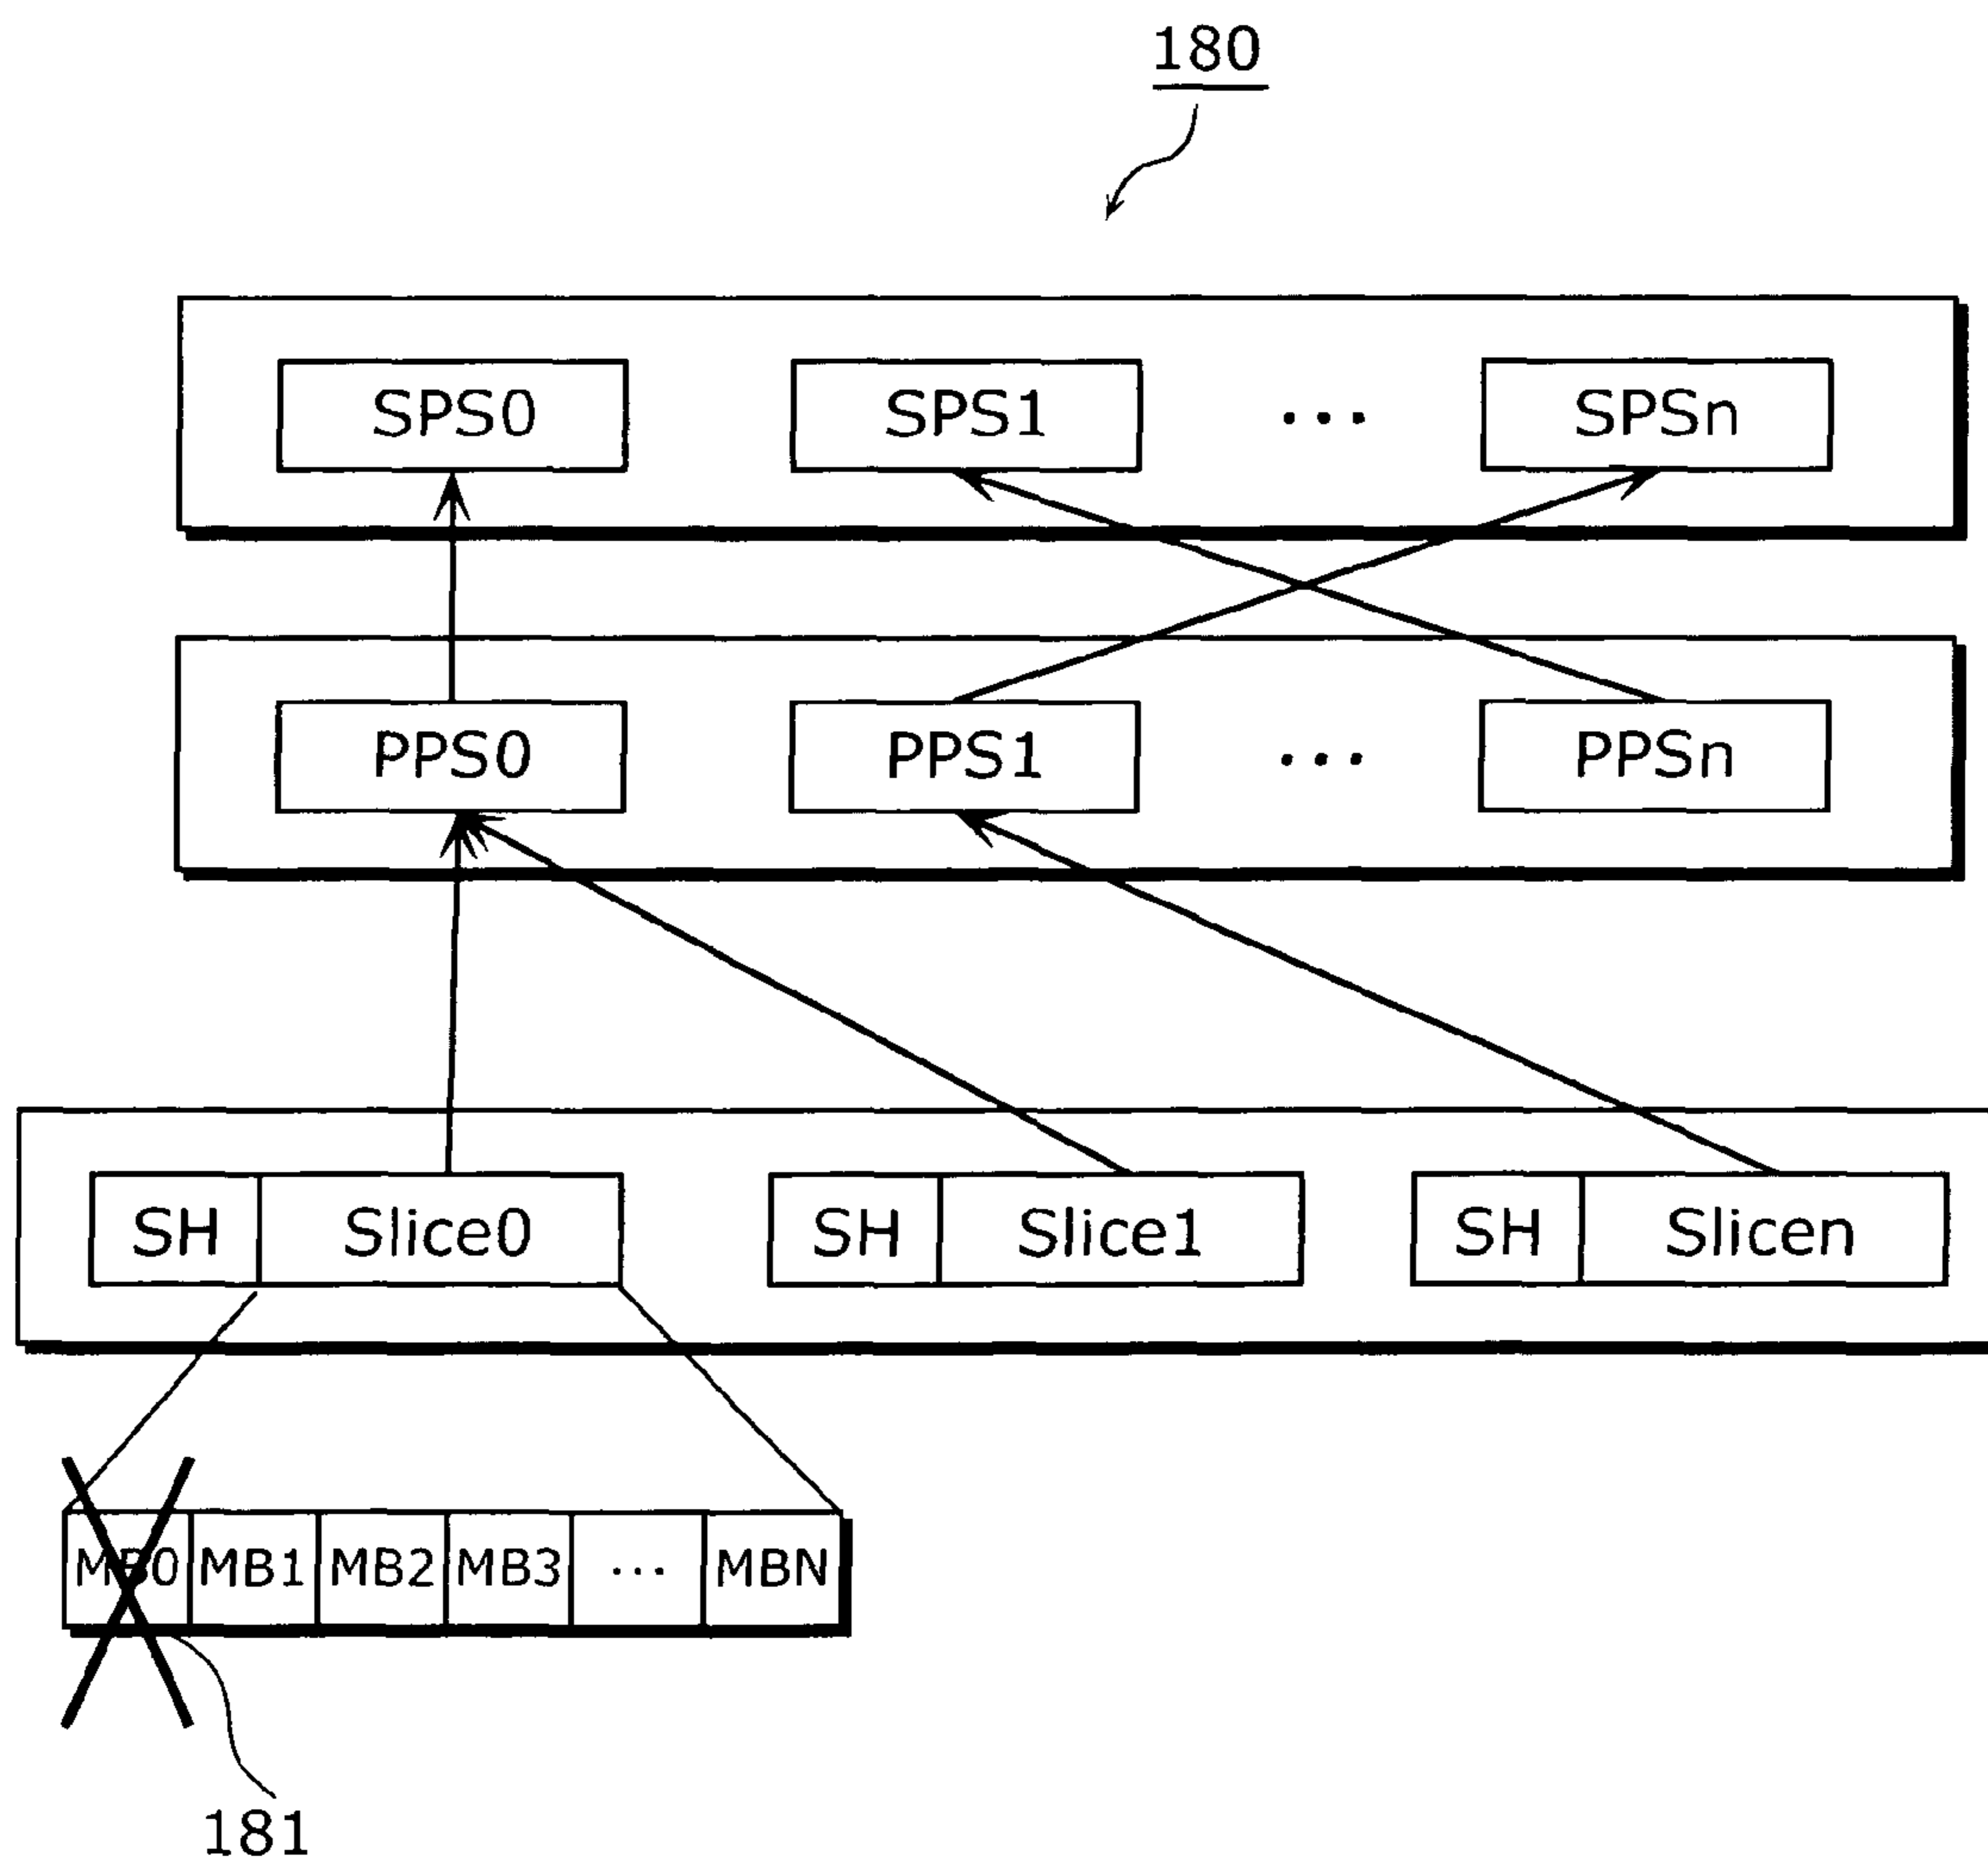 180
SPS0 SPS1 ... SPSn
PPS0 PPS1 ... PPSn
SH Slice0 SH Slice1 SH Slicen
MB0 MB1 MB2 MB3 ... MBN
181